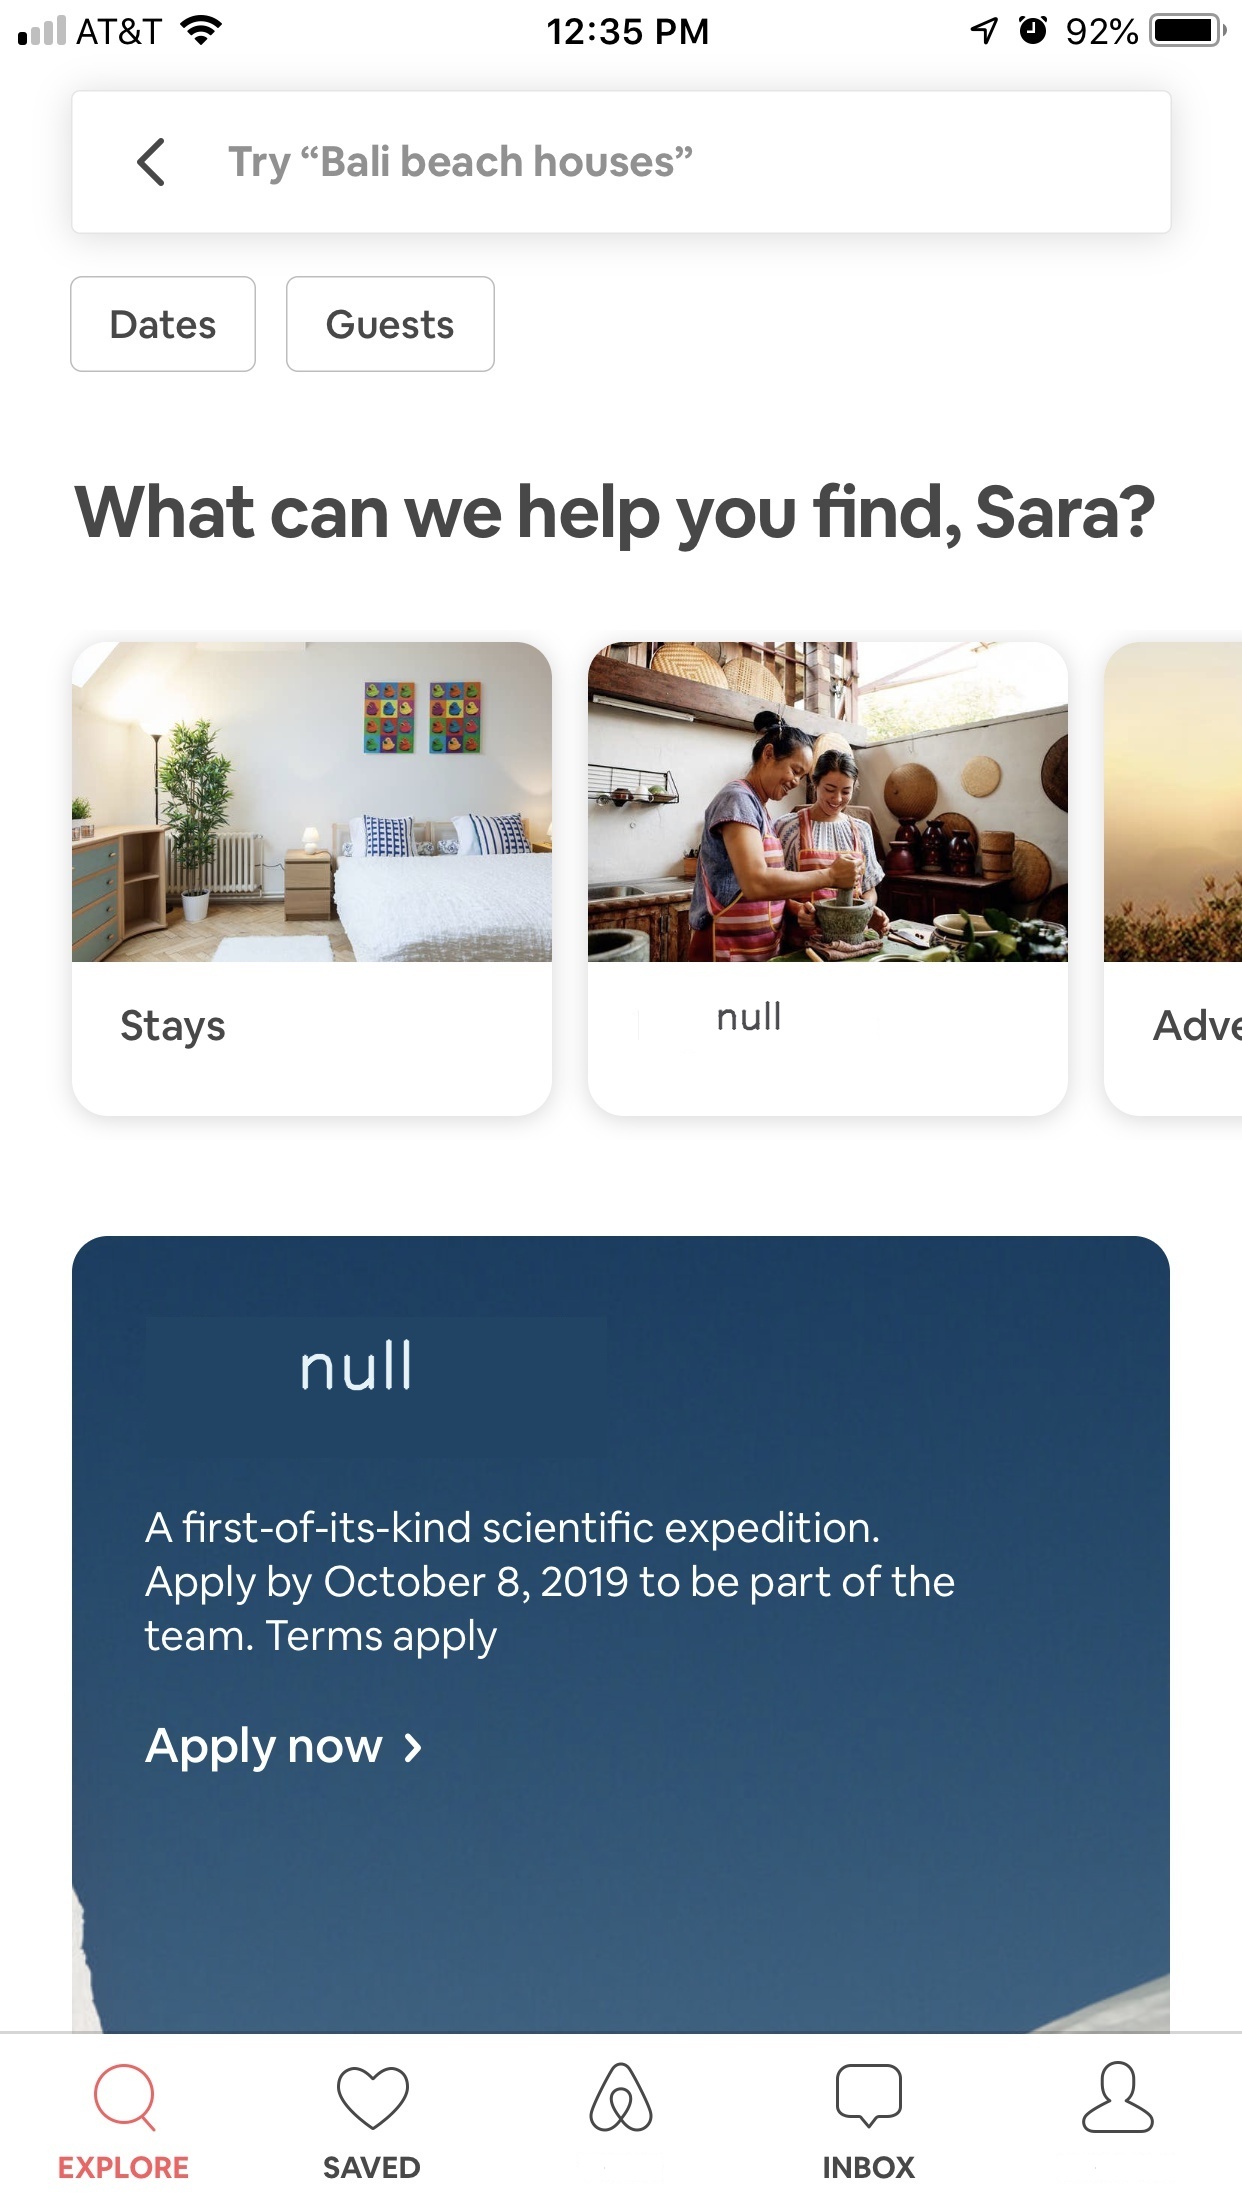 AT&T 12:35 PM 92%
Try “Bali beach houses”
Dates Guests
What can we help you find, Sara?
Stays null Adve
null
A first-of-its-kind scientific expedition.
Apply by October 8, 2019 to be part of the
team. Terms apply
Apply now
EXPLORE SAVED INBOX